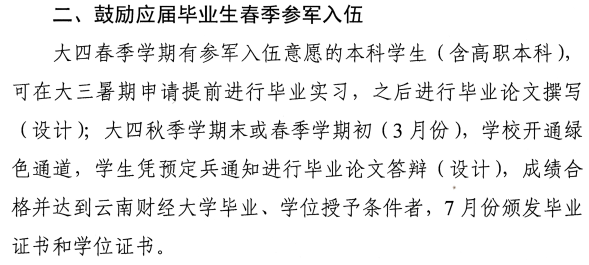 二、鼓励应届毕业生春季参军入伍
大四春季学期有参军入伍意愿的本科学生（含高职本科），
可在大三暑期申请提前进行毕业实习，之后进行毕业论文撰写
（设计）；大四秋季学期末或春季学期初（3 月份），学校开通绿
色通道，学生凭预定兵通知进行毕业论文答辩（设计），成绩合
格并达到云南财经大学毕业、学位授予条件者，7 月份颁发毕业
证书和学位证书。